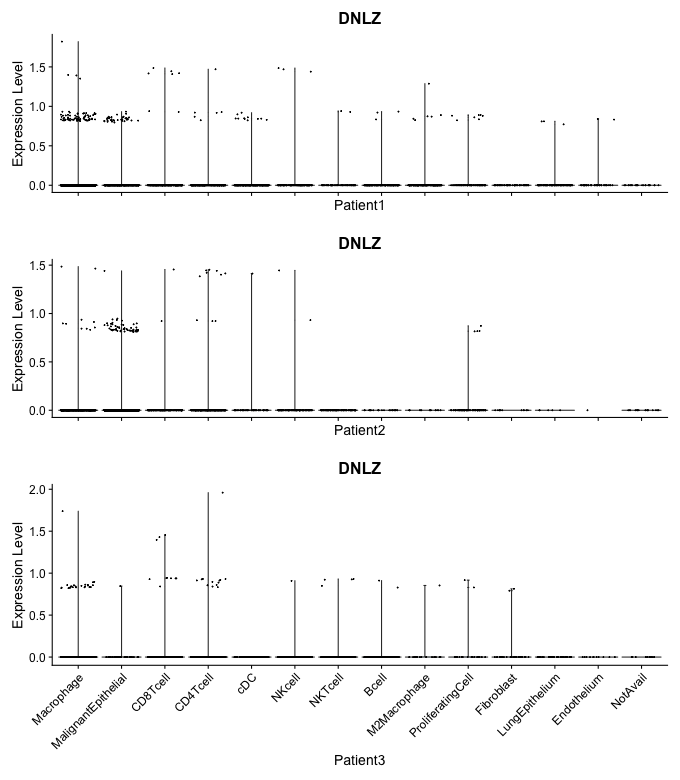 DNLZ
Expression Level
1.5
1.0
0.5
0.0
Patient1
DNLZ
Expression Level
1.5
1.0
0.5
0.0
Patient2
DNLZ
Expression Level
2.0
1.5
1.0
0.5
0.0
Macrophage
MalignantEpithelial
CD8Tcell
CD4Tcell
cDC
NKcell
NKTcell
Bcell
M2Macrophage
ProliferatingCell
Fibroblast
LungEpithelium
Endothelium
NotAvail
Patient3